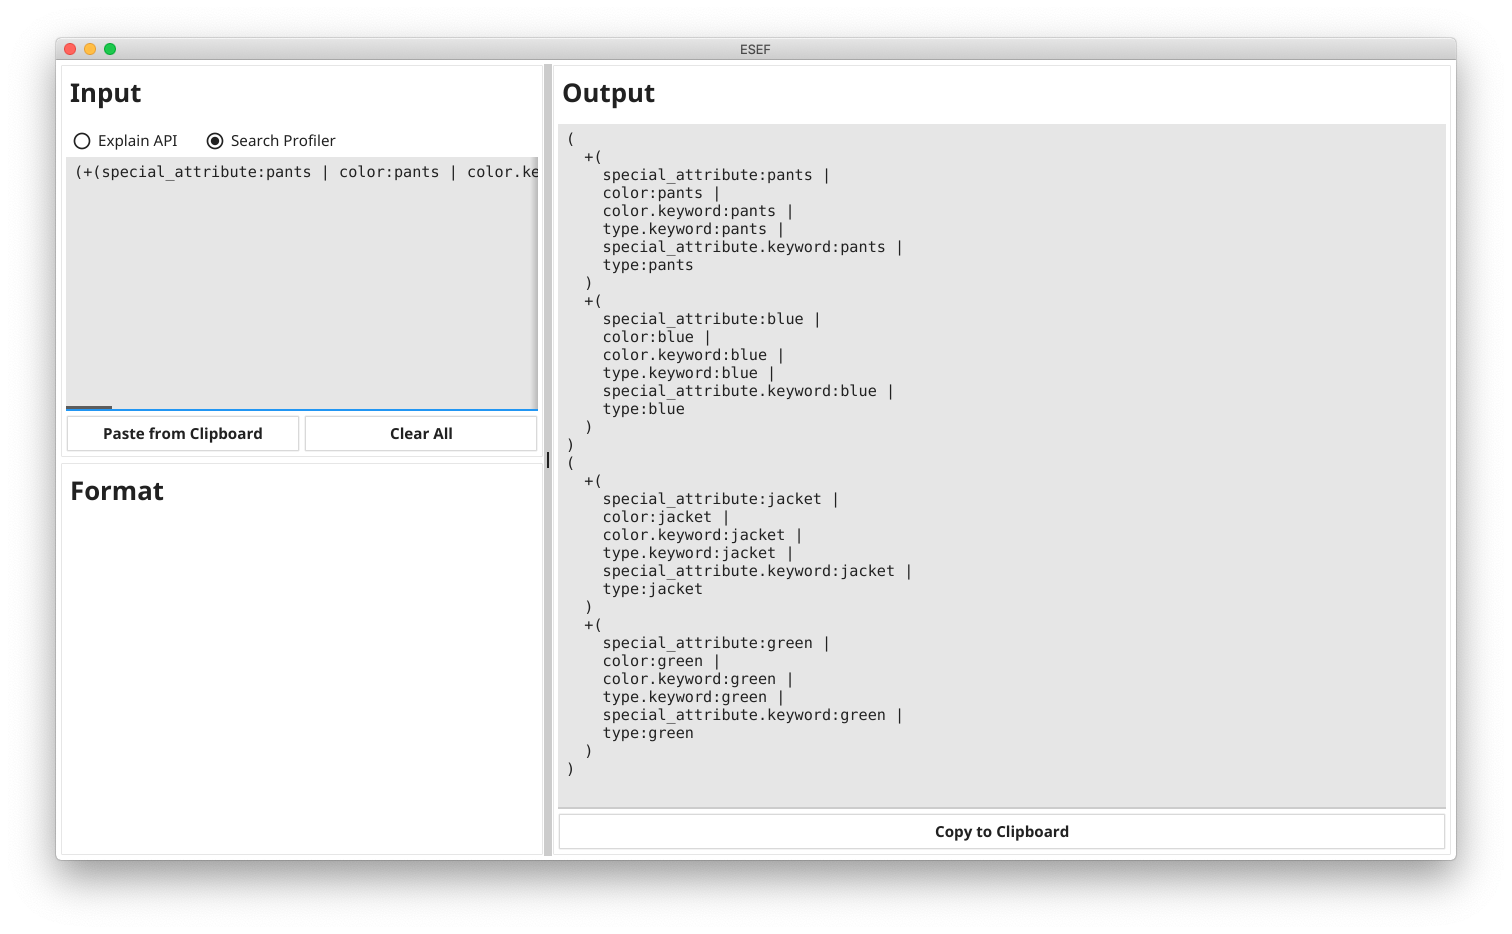 ESEF
Input
Explain API
Search Profiler
(+(special_attribute:pants | color:pants | color.ke
Paste from Clipboard
Clear All
Format
Output
(
  +(
    special_attribute:pants |
    color:pants |
    color.keyword:pants |
    type.keyword:pants |
    special_attribute.keyword:pants |
    type:pants
  )
  +(
    special_attribute:blue |
    color:blue |
    color.keyword:blue |
    type.keyword:blue |
    special_attribute.keyword:blue |
    type:blue
  )
)
(
  +(
    special_attribute:jacket |
    color:jacket |
    color.keyword:jacket |
    type.keyword:jacket |
    special_attribute.keyword:jacket |
    type:jacket
  )
  +(
    special_attribute:green |
    color:green |
    color.keyword:green |
    type.keyword:green |
    special_attribute.keyword:green |
    type:green
  )
)
Copy to Clipboard